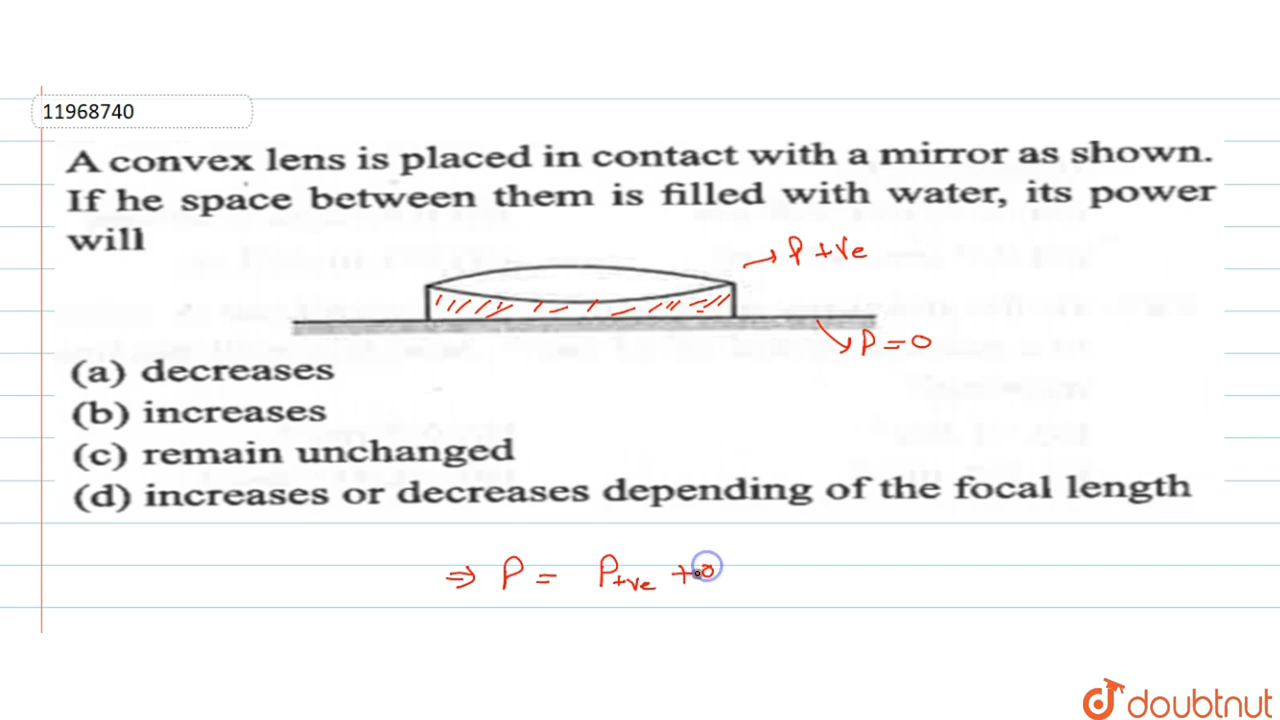 11968740
A convex lens is placed in contact with a mirror as shown.
If he space between them is filled with water, its power
will
→ P +ve
→ P = 0
(a) decreases
(b) increases
(c) remain unchanged
(d) increases or decreases depending of the focal length
⇒ P = P+ve + 0
doubtnut